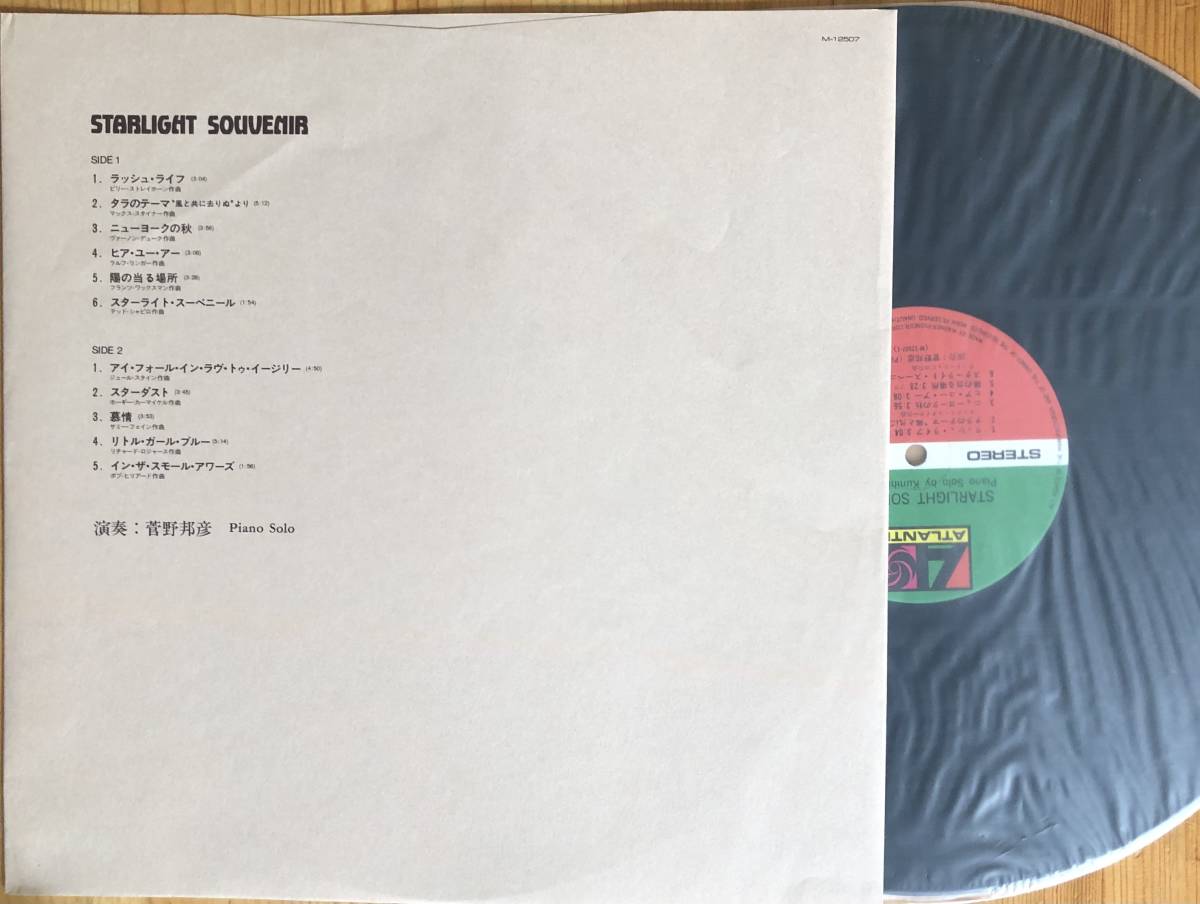 M-12507
STARLIGHT SOUVENIR
SIDE 1
1. ラッシュ・ライフ (3:04)
ビリー・ストレイホーン作曲
2. タラのテーマ“風と共に去りぬ”より (5:12)
マックス・スタイナー作曲
3. ニューヨークの秋 (3:56)
ヴァーノン・デューク作曲
4. ヒア・ユー・アー (3:08)
ラルフ・リンガー作曲
5. 陽の当る場所 (3:28)
フランツ・ワックスマン作曲
6. スターライト・スーベニール (1:54)
テッド・シャピロ作曲
SIDE 2
1. アイ・フォール・イン・ラヴ・トゥ・イージリー (4:50)
ジュール・スタイン作曲
2. スターダスト (3:48)
ホーギー・カーマイケル作曲
3. 慕情 (3:53)
サミー・フェイン作曲
4. リトル・ガール・ブルー (5:14)
リチャード・ロジャース作曲
5. イン・ザ・スモール・アワーズ (1:56)
ボブ・ヒリアード作曲
演奏：菅野邦彦 Piano Solo
ATLANTI
STARLIGHT SO
Piano Solo by Kunih
STEREO